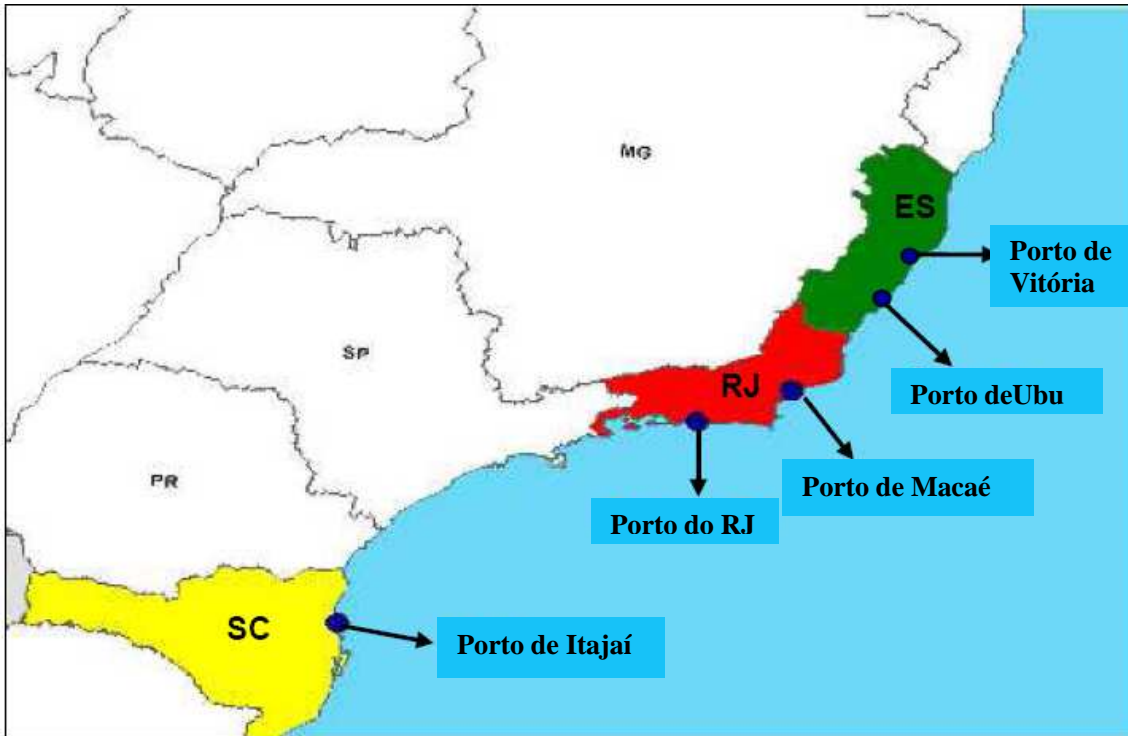 MG
ES
Porto de
Vitória
SP
RJ
Porto deUbu
PR
Porto de Macaé
Porto do RJ
SC
Porto de Itajaí